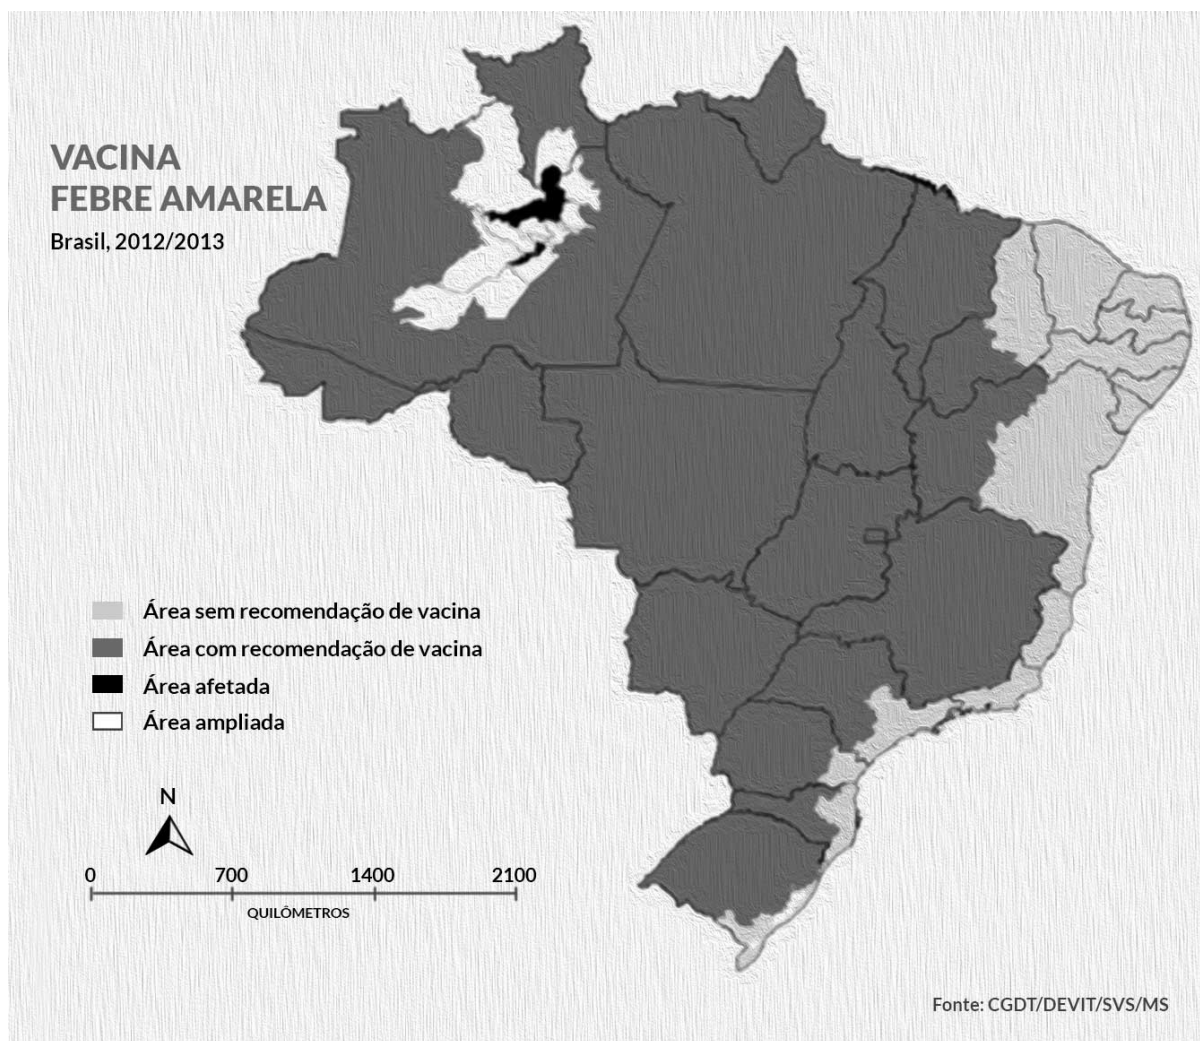 VACINA
FEBRE AMARELA
Brasil, 2012/2013
Área sem recomendação de vacina
Área com recomendação de vacina
Área afetada
Área ampliada
N
0 700 1400 2100
QUILÔMETROS
Fonte: CGDT/DEVIT/SVS/MS